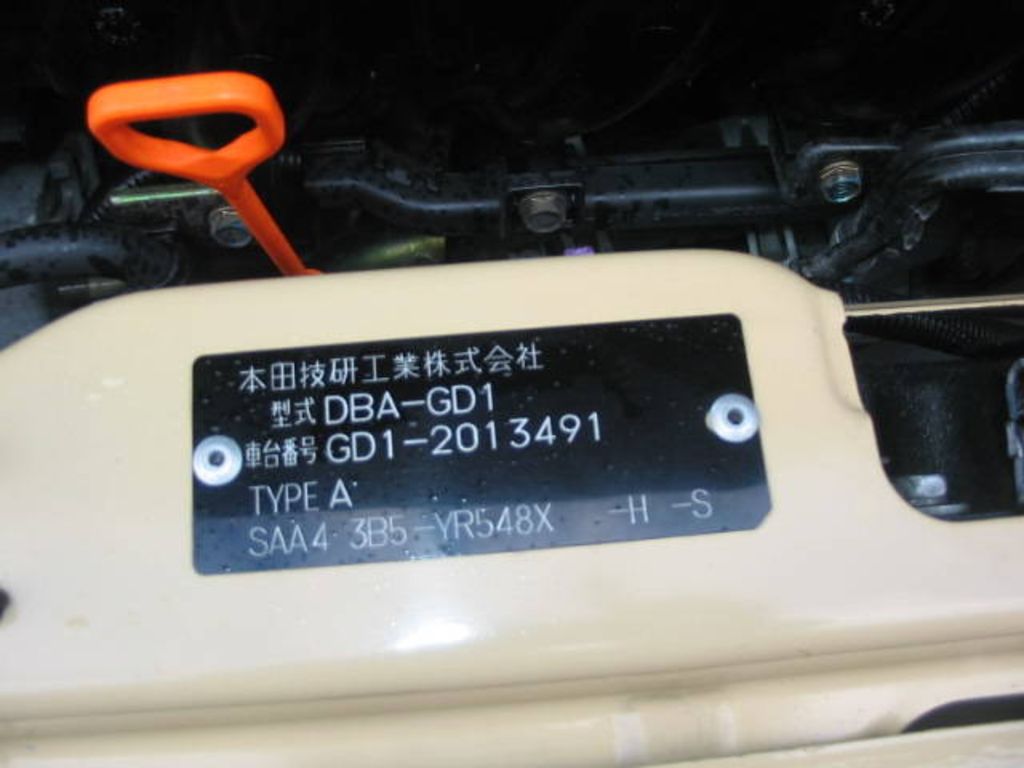 本田技研工業株式会社
型式 DBA-GD1
車台番号 GD1-2013491
TYPE A
SAA4 3B5-YR548X -H -S